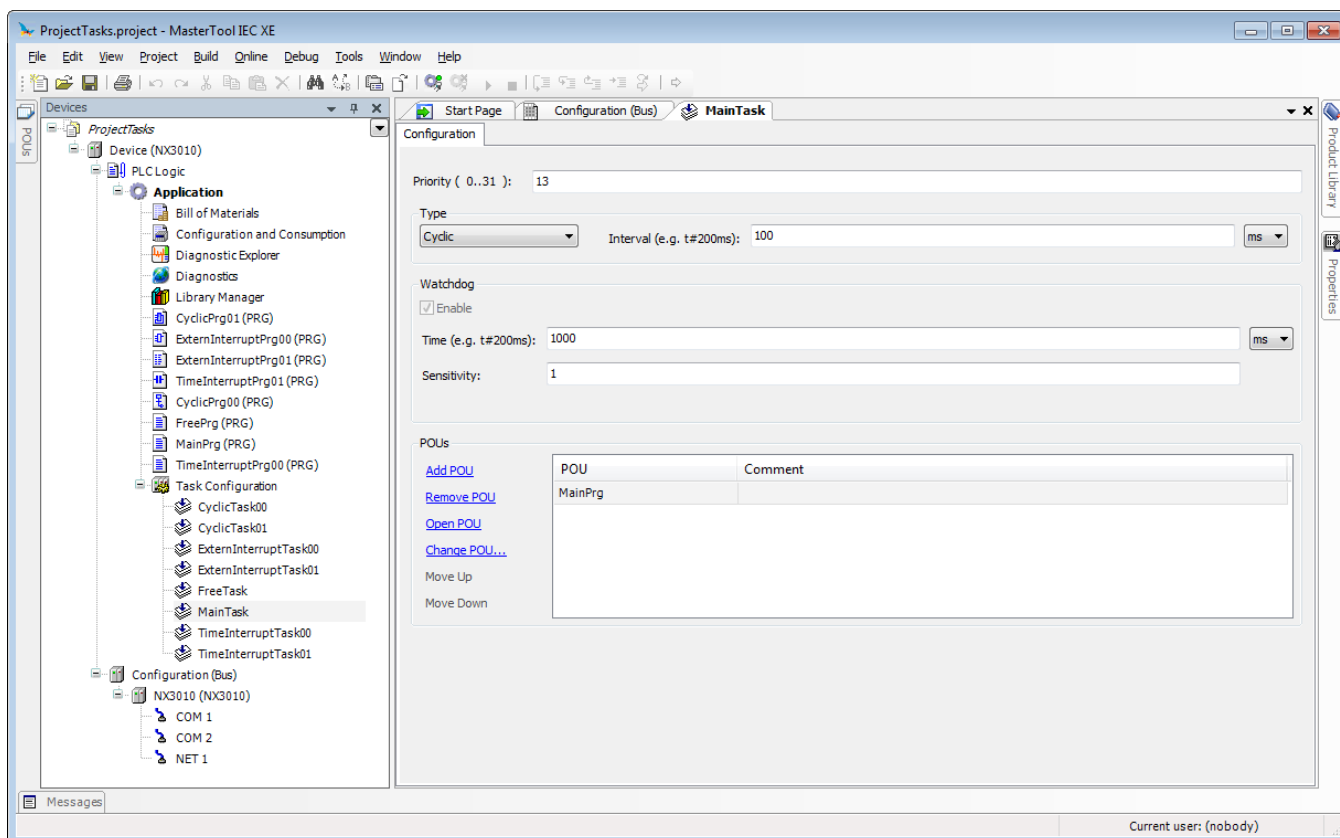 ProjectTasks.project - MasterTool IEC XE
File Edit View Project Build Online Debug Tools Window Help
Devices
POUs
ProjectTasks
Device (NX3010)
PLC Logic
Application
Bill of Materials
Configuration and Consumption
Diagnostic Explorer
Diagnostics
Library Manager
CyclicPrg01 (PRG)
ExternInterruptPrg00 (PRG)
ExternInterruptPrg01 (PRG)
TimeInterruptPrg01 (PRG)
CyclicPrg00 (PRG)
FreePrg (PRG)
MainPrg (PRG)
TimeInterruptPrg00 (PRG)
Task Configuration
CyclicTask00
CyclicTask01
ExternInterruptTask00
ExternInterruptTask01
FreeTask
MainTask
TimeInterruptTask00
TimeInterruptTask01
Configuration (Bus)
NX3010 (NX3010)
COM 1
COM 2
NET 1
Start Page Configuration (Bus) MainTask
Configuration
Priority ( 0..31 ): 13
Type
Cyclic Interval (e.g. t#200ms): 100 ms
Watchdog
Enable
Time (e.g. t#200ms): 1000 ms
Sensitivity: 1
POUs
Add POU
Remove POU
Open POU
Change POU...
Move Up
Move Down
POU Comment
MainPrg
Product Library
Properties
Messages
Current user: (nobody)